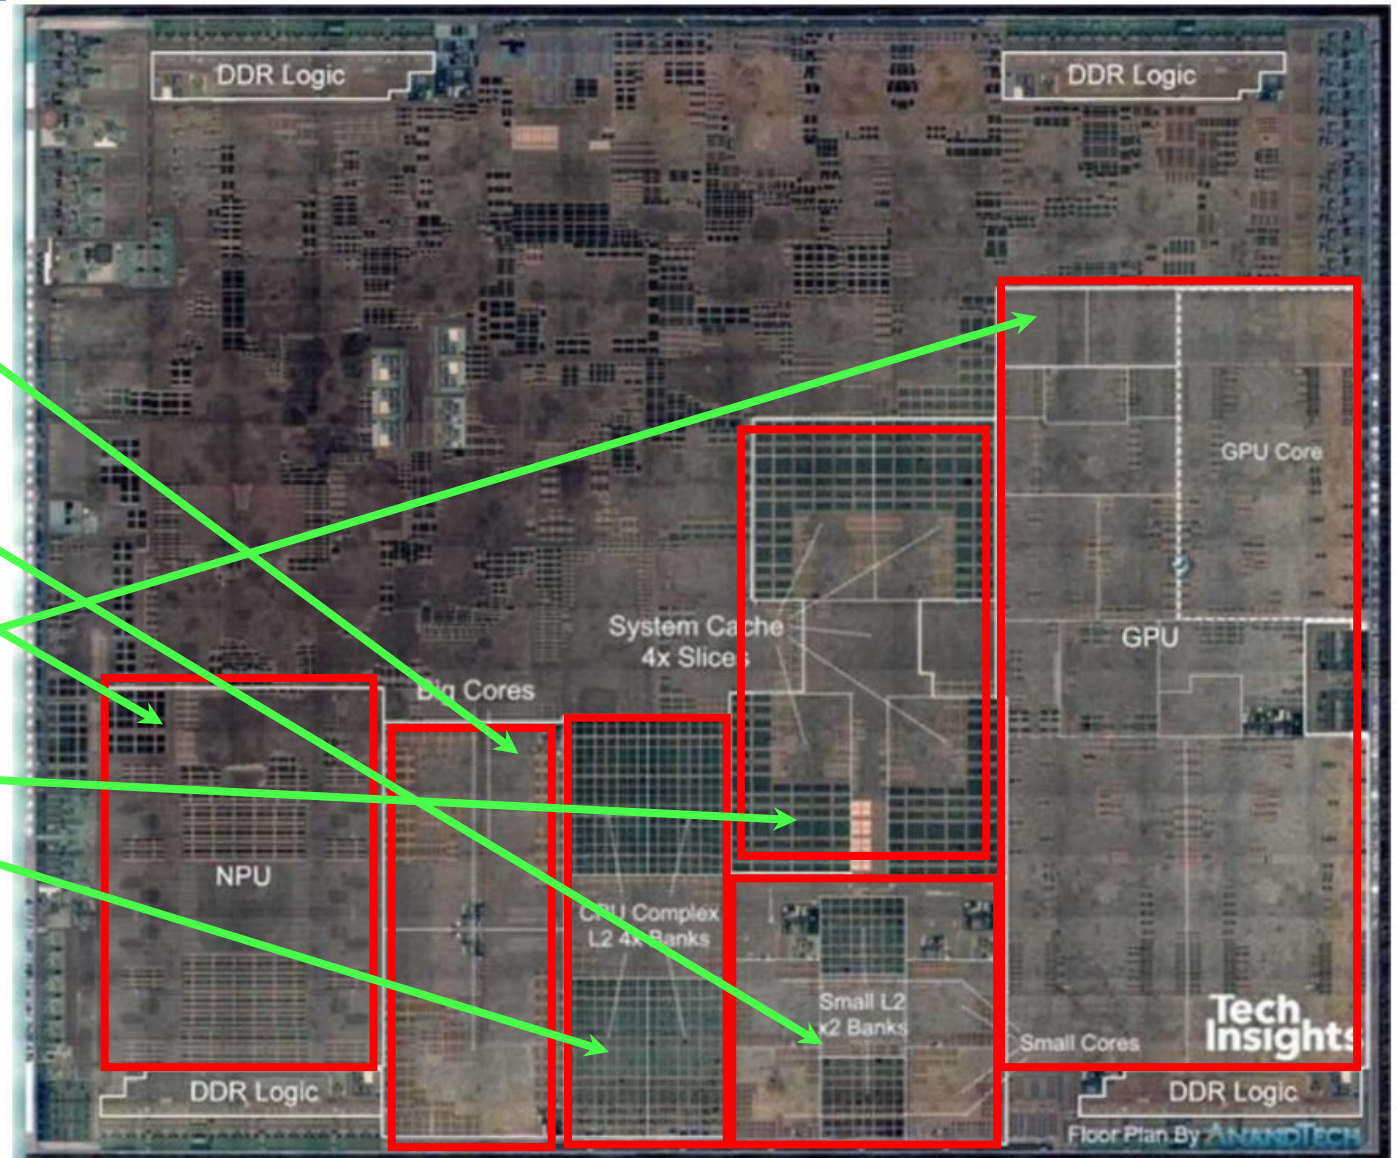 DDR Logic
DDR Logic
GPU Core
System Cache
4x Slices
GPU
Big Cores
NPU
CPU Complex
L2 4x Banks
Small L2
x2 Banks
Small Cores
Tech
Insights
DDR Logic
DDR Logic
Floor Plan By ANANDTECH